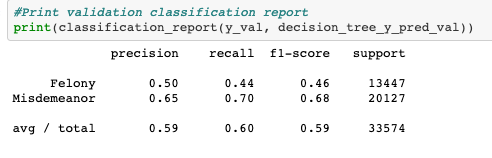 #Print validation classification report
print(classification_report(y_val, decision_tree_y_pred_val))
precision recall f1-score support
Felony 0.50 0.44 0.46 13447
Misdemeanor 0.65 0.70 0.68 20127
avg / total 0.59 0.60 0.59 33574